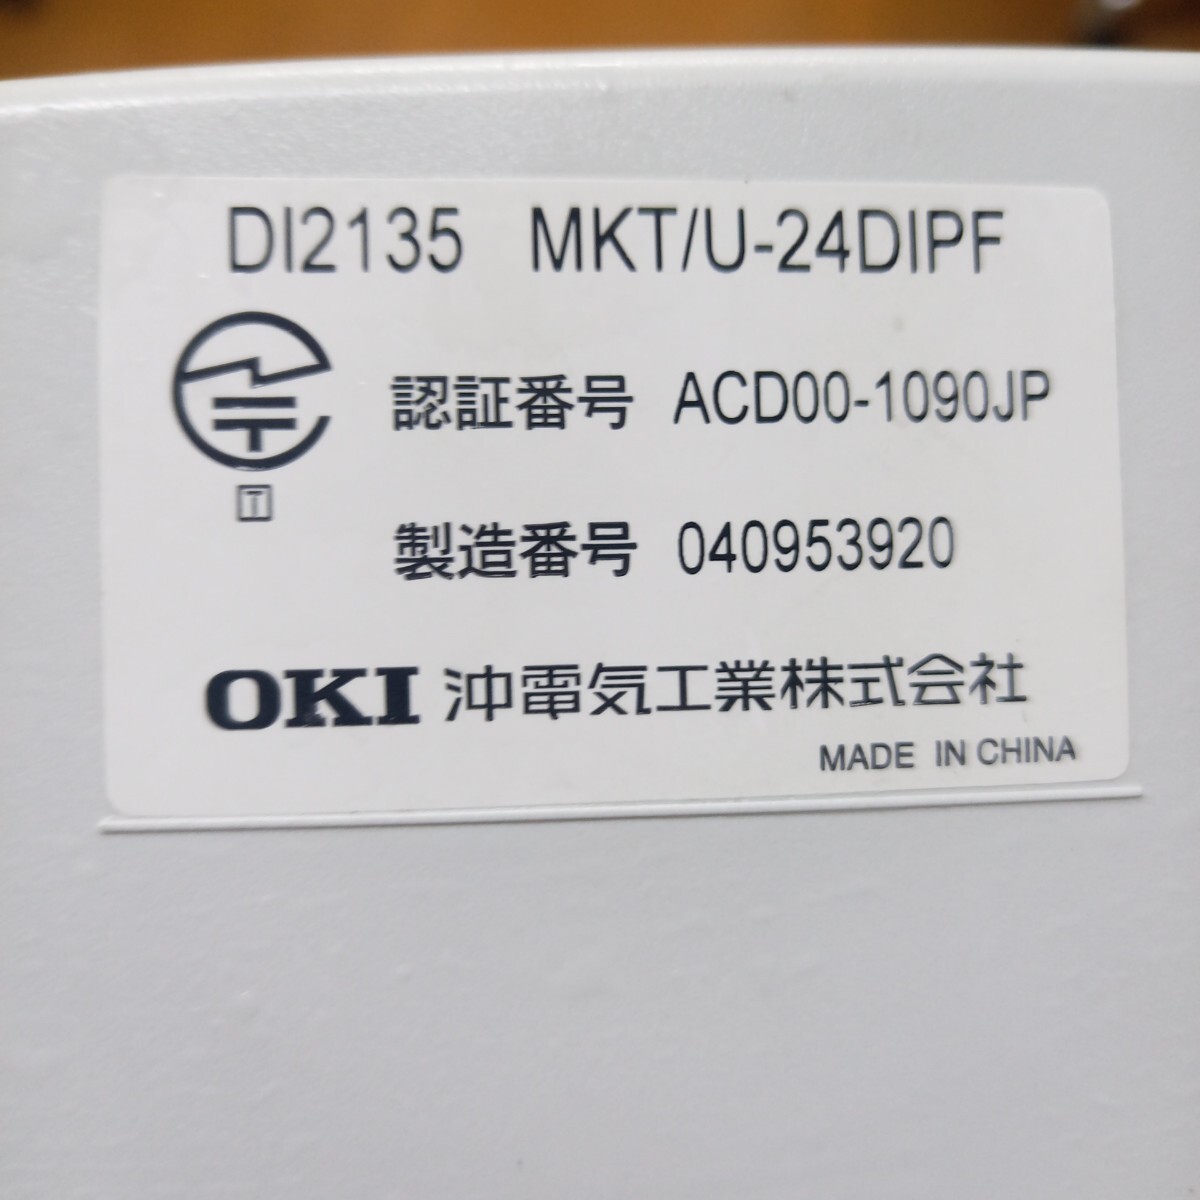 DI2135 MKT/U-24DIPF
認証番号 ACD00-1090JP
T
製造番号 040953920
OKI 沖電気工業株式会社
MADE IN CHINA